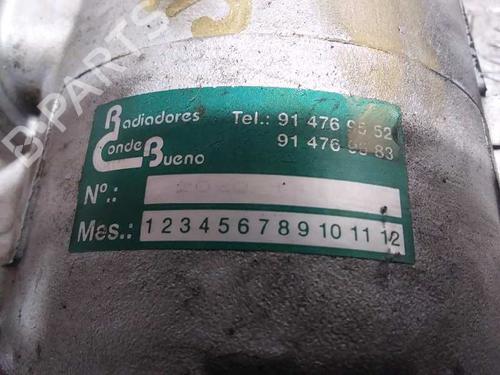 B-PARTS
Radiadores Tel.: 91 476 95 52
Conde Bueno 91 476 95 83
Nº.:
Mes.: 1 2 3 4 5 6 7 8 9 10 11 12